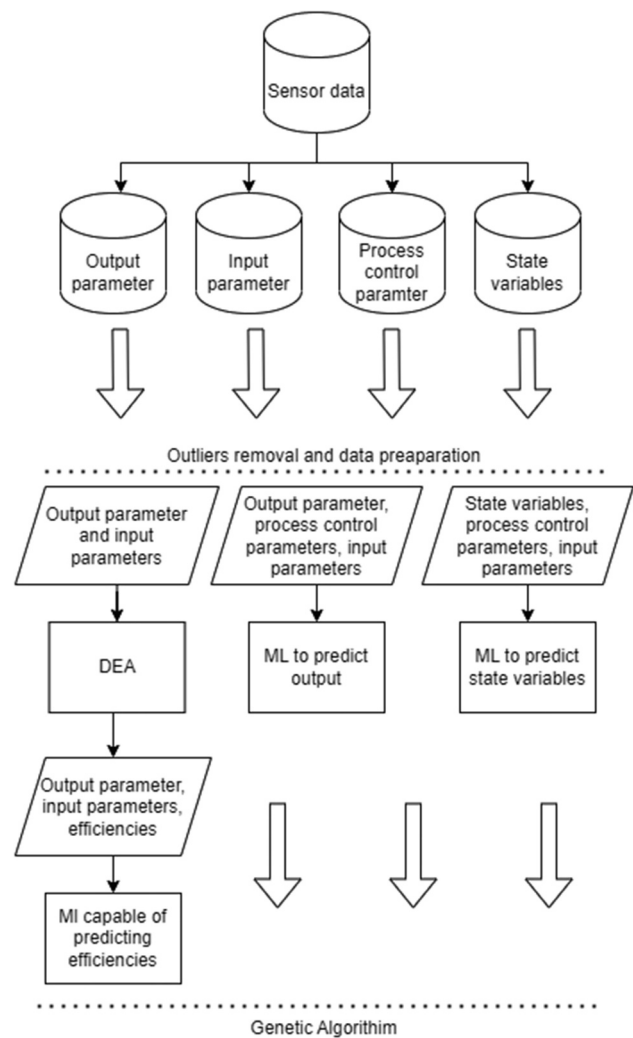 Sensor data
Output
parameter
Input
parameter
Process
control
paramter
State
variables
Outliers removal and data preaparation
Output parameter
and input
parameters
Output parameter,
process control
parameters, input
parameters
State variables,
process control
parameters, input
parameters
DEA
ML to predict
output
ML to predict
state variables
Output parameter,
input parameters,
efficiencies
MI capable of
predicting
efficiencies
Genetic Algorithim